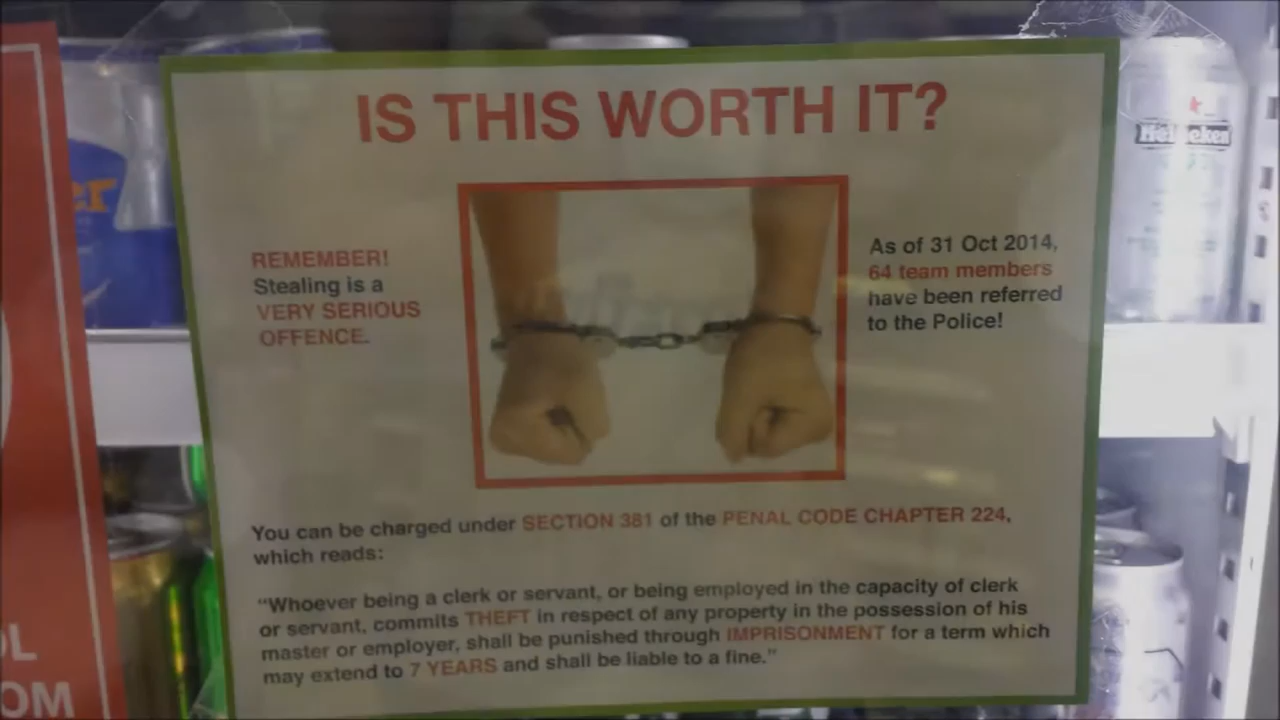 IS THIS WORTH IT?
REMEMBER!
Stealing is a
VERY SERIOUS
OFFENCE.
As of 31 Oct 2014,
64 team members
have been referred
to the Police!
You can be charged under SECTION 381 of the PENAL CODE CHAPTER 224,
which reads:
“Whoever being a clerk or servant, or being employed in the capacity of clerk
or servant, commits THEFT in respect of any property in the possession of his
master or employer, shall be punished through IMPRISONMENT for a term which
may extend to 7 YEARS and shall be liable to a fine.”
Heineken
er
OL
OM